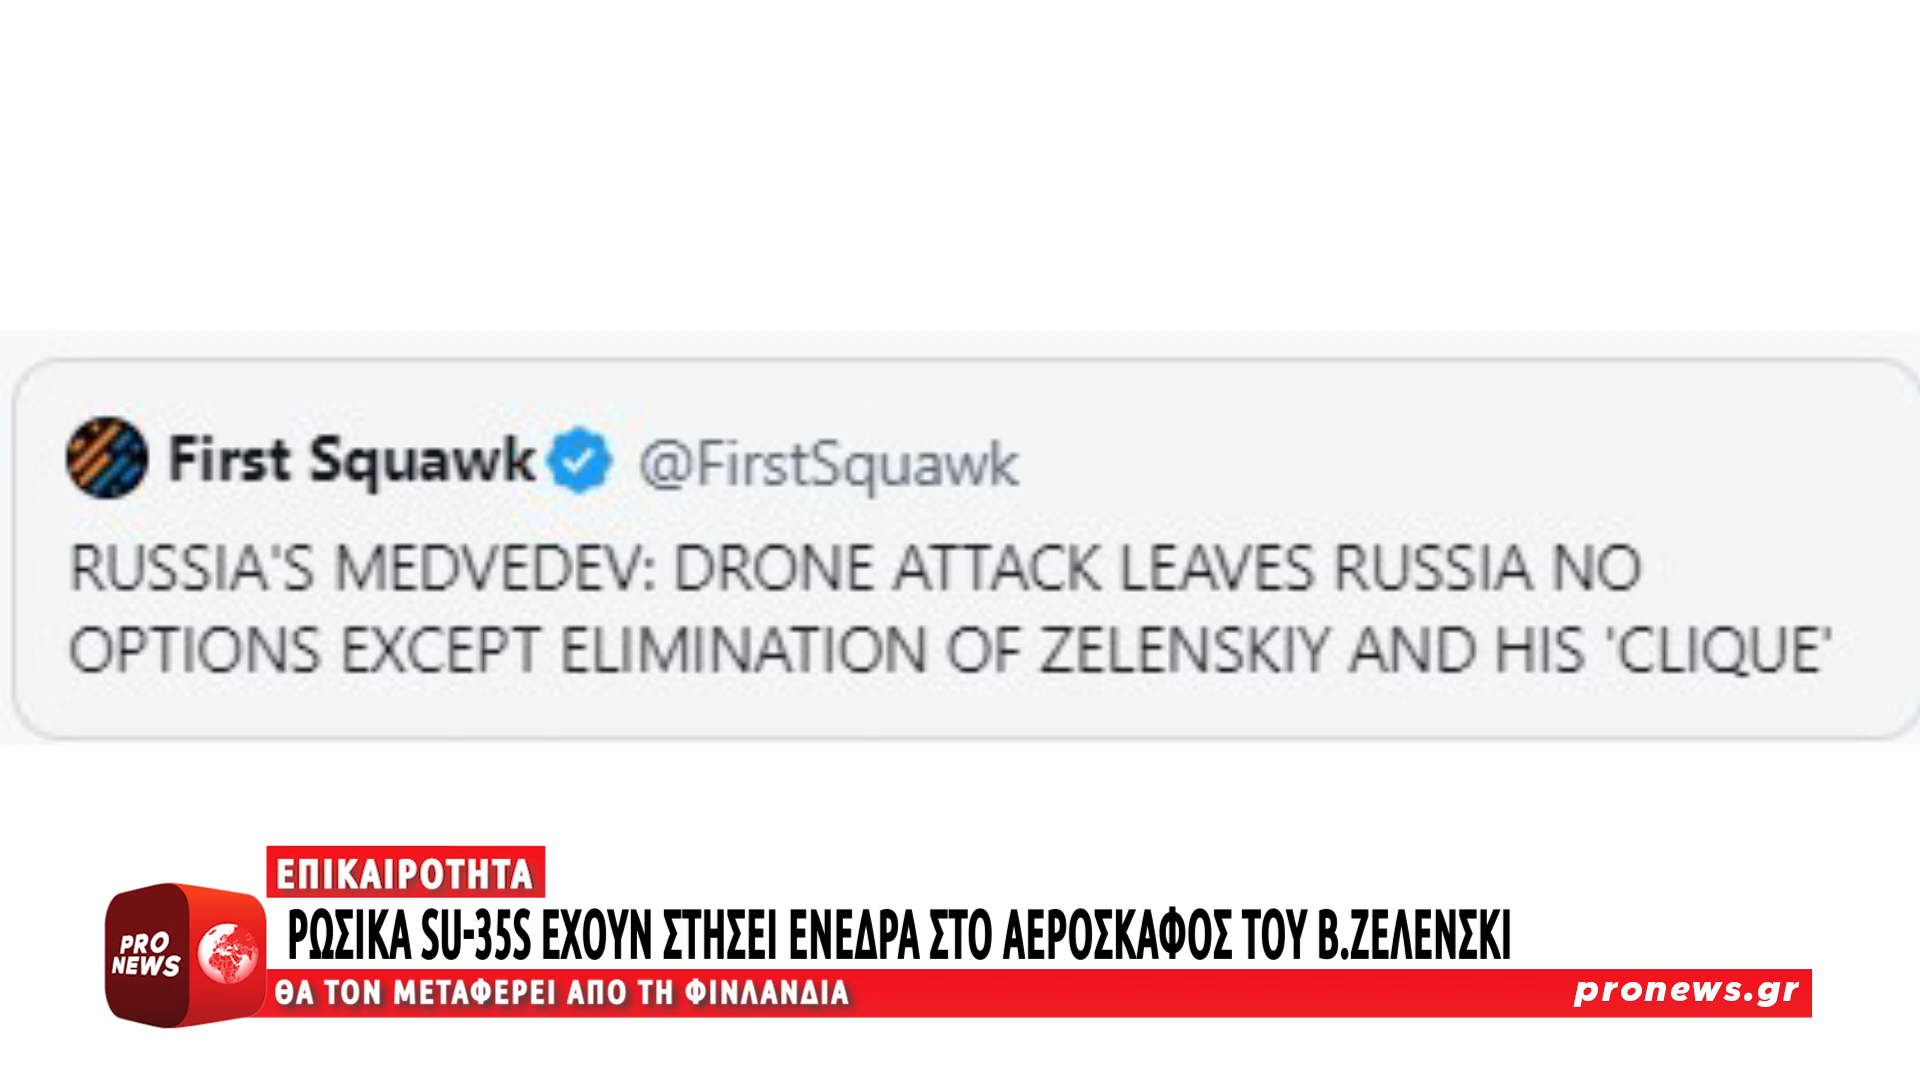 First Squawk @FirstSquawk
RUSSIA'S MEDVEDEV: DRONE ATTACK LEAVES RUSSIA NO
OPTIONS EXCEPT ELIMINATION OF ZELENSKIY AND HIS 'CLIQUE'
ΕΠΙΚΑΙΡΟΤΗΤΑ
ΡΩΣΙΚΑ SU-35S ΕΧΟΥΝ ΣΤΗΣΕΙ ΕΝΕΔΡΑ ΣΤΟ ΑΕΡΟΣΚΑΦΟΣ ΤΟΥ Β.ΖΕΛΕΝΣΚΙ
PRO
NEWS
ΘΑ ΤΟΝ ΜΕΤΑΦΕΡΕΙ ΑΠΟ ΤΗ ΦΙΝΛΑΝΔΙΑ
pronews.gr